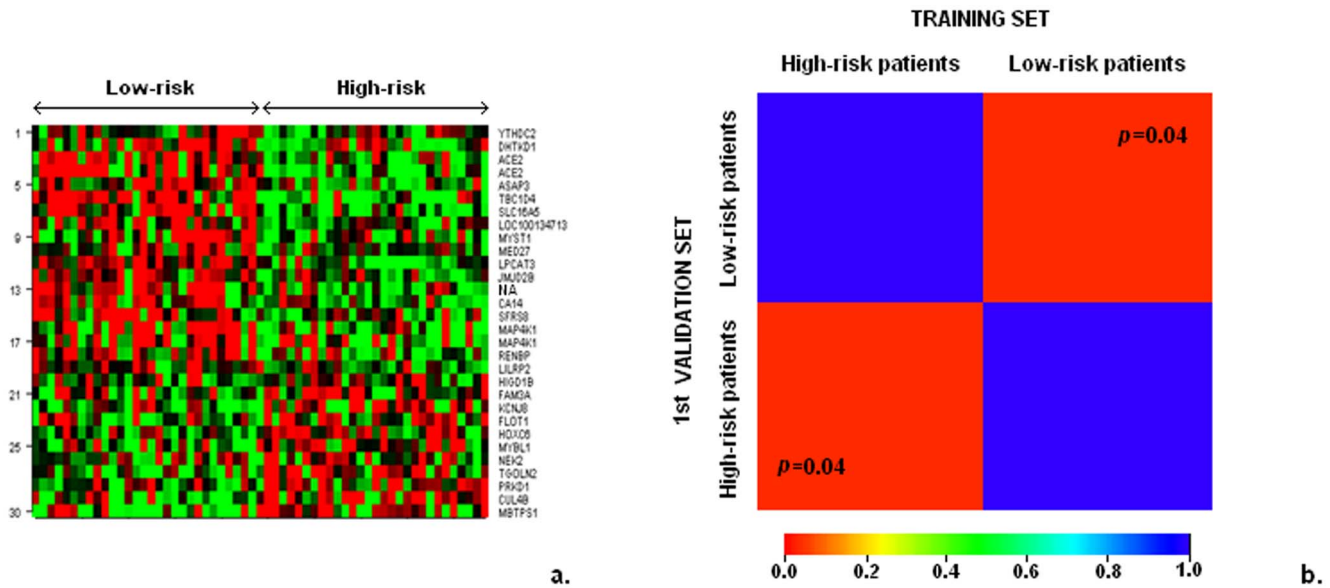 Low-risk High-risk
1
5
9
13
17
21
25
30
YTHDC2
DHTKD1
ACE2
ACE2
ASAP3
TBC1D4
SLC16A5
LOC100134713
MYST1
MED27
LPCAT3
JMJD2B
NA
CA14
SFRS8
MAP4K1
MAP4K1
RENBP
LILRP2
HIGD1B
FAM3A
KCNJ8
FLOT1
HOXC6
MYBL1
NEK2
TGOLN2
PRKD1
CUL4B
MBTPS1
a.
TRAINING SET
High-risk patients Low-risk patients
1st VALIDATION SET
Low-risk patients
High-risk patients
p=0.04
p=0.04
0.0 0.2 0.4 0.6 0.8 1.0
b.